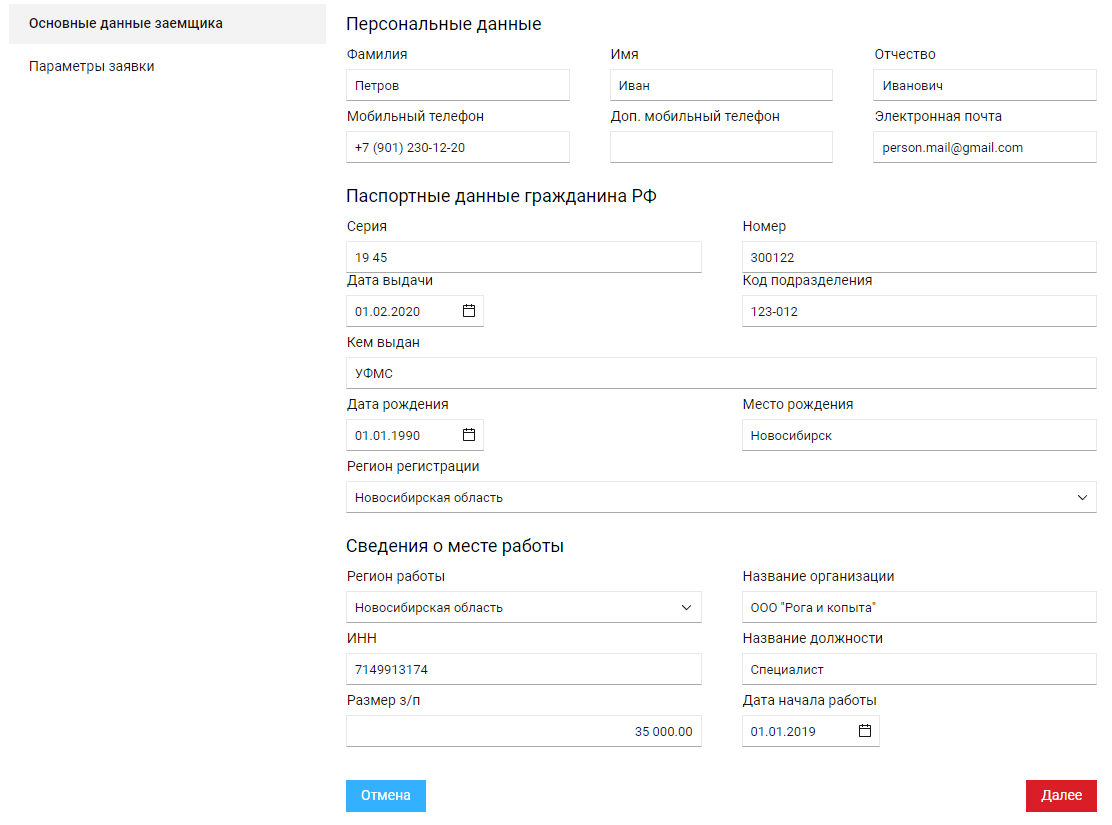 Основные данные заемщика
Параметры заявки
Персональные данные
Фамилия Имя Отчество
Петров Иван Иванович
Мобильный телефон Доп. мобильный телефон Электронная почта
+7 (901) 230-12-20 person.mail@gmail.com
Паспортные данные гражданина РФ
Серия Номер
19 45 300122
Дата выдачи Код подразделения
01.02.2020 123-012
Кем выдан
УФМС
Дата рождения Место рождения
01.01.1990 Новосибирск
Регион регистрации
Новосибирская область
Сведения о месте работы
Регион работы Название организации
Новосибирская область ООО "Рога и копыта"
ИНН Название должности
7149913174 Специалист
Размер з/п Дата начала работы
35 000.00 01.01.2019
Отмена Далее